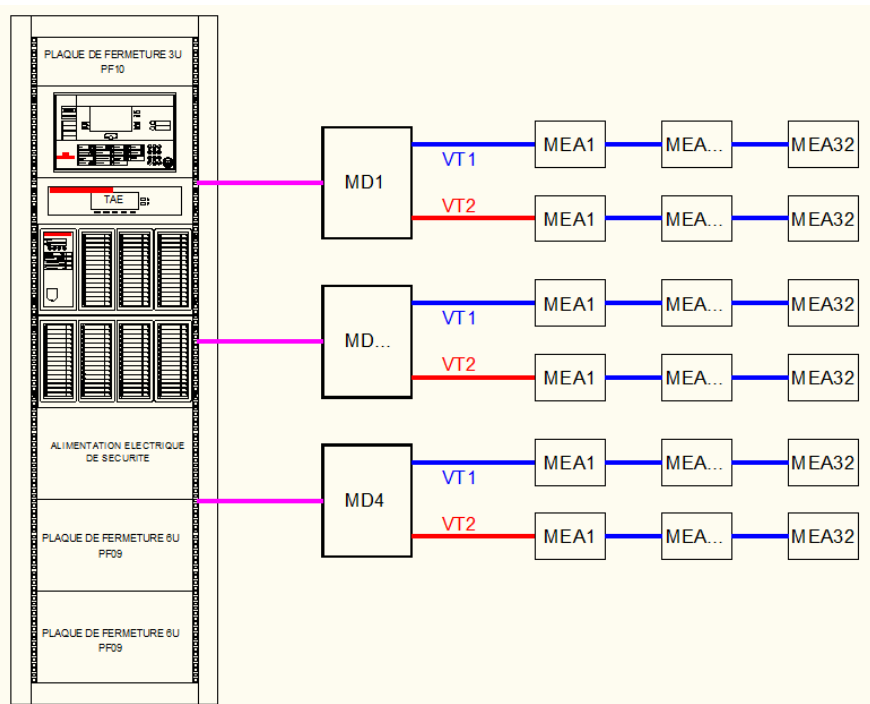 PLAQUE DE FERMETURE 3U
PF10
TAE
ALIMENTATION ELECTRIQUE
DE SECURITE
PLAQUE DE FERMETURE 6U
PF09
PLAQUE DE FERMETURE 6U
PF09
MD1
VT1
MEA1
MEA...
MEA32
VT2
MEA1
MEA...
MEA32
MD...
VT1
MEA1
MEA...
MEA32
VT2
MEA1
MEA...
MEA32
MD4
VT1
MEA1
MEA...
MEA32
VT2
MEA1
MEA...
MEA32